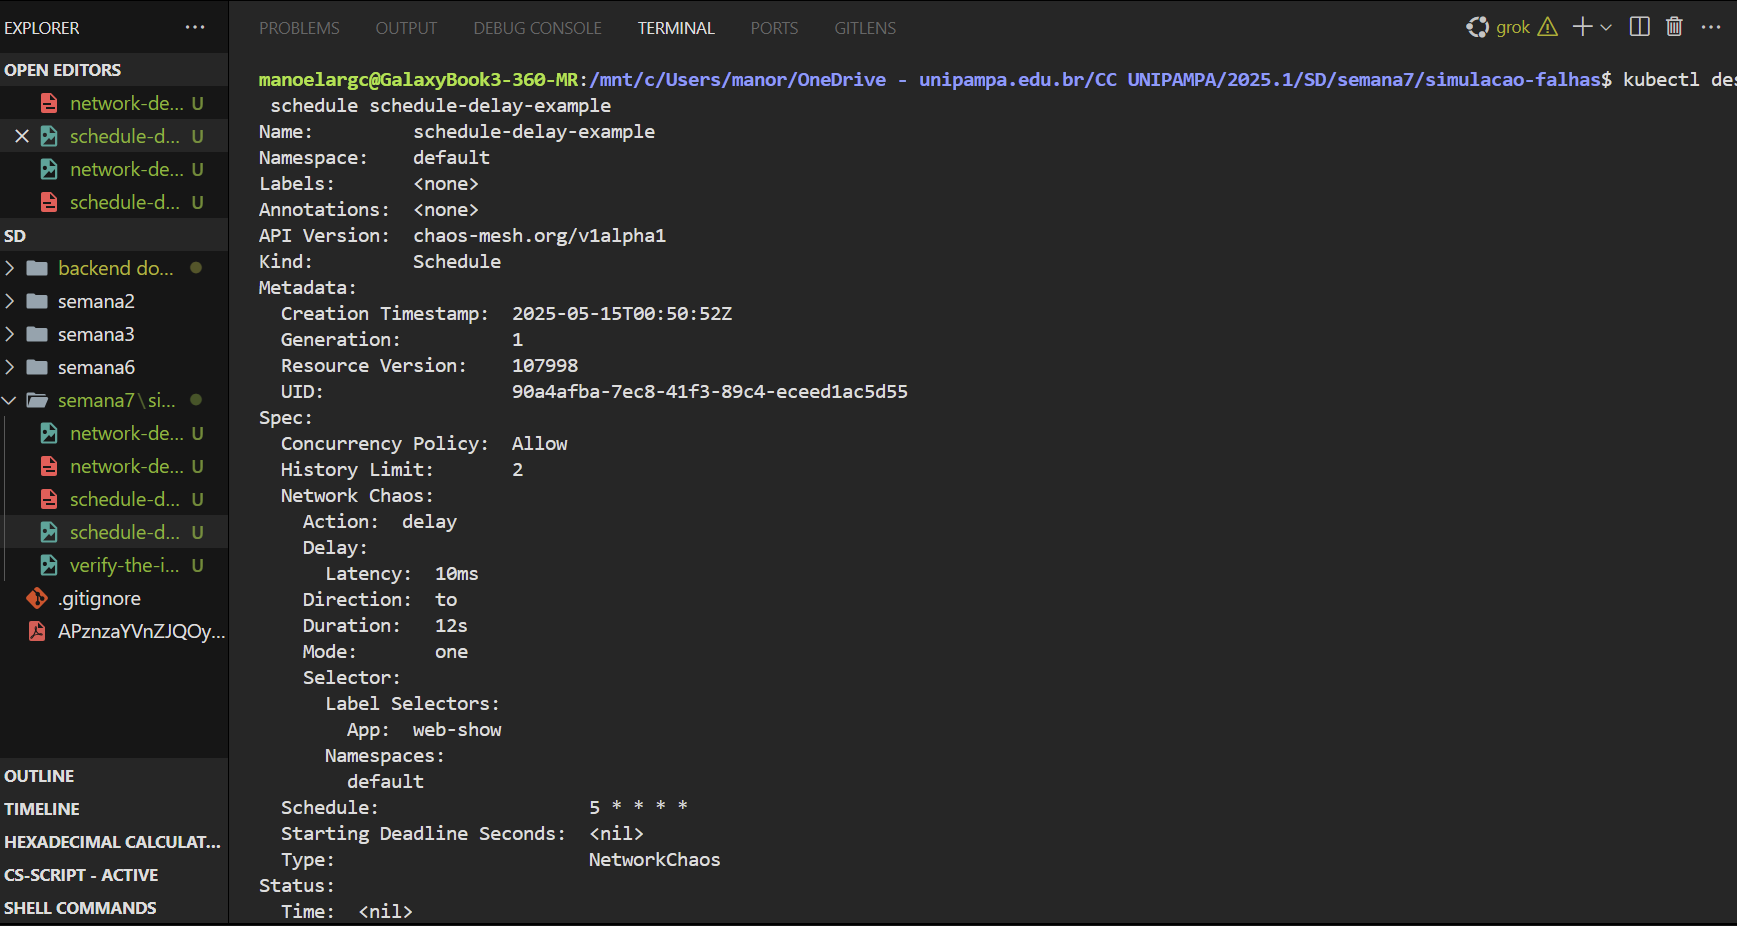 EXPLORER
OPEN EDITORS
network-de... U
schedule-d... U
network-de... U
schedule-d... U
SD
backend do...
semana2
semana3
semana6
semana7\si...
network-de... U
network-de... U
schedule-d... U
schedule-d... U
verify-the-i... U
.gitignore
APznzaYVnZJQOy...
OUTLINE
TIMELINE
HEXADECIMAL CALCULAT...
CS-SCRIPT - ACTIVE
SHELL COMMANDS
PROBLEMS OUTPUT DEBUG CONSOLE TERMINAL PORTS GITLENS grok
manoelargc@GalaxyBook3-360-MR:/mnt/c/Users/manor/OneDrive - unipampa.edu.br/CC UNIPAMPA/2025.1/SD/semana7/simulacao-falhas$ kubectl des
schedule schedule-delay-example
Name: schedule-delay-example
Namespace: default
Labels: <none>
Annotations: <none>
API Version: chaos-mesh.org/v1alpha1
Kind: Schedule
Metadata:
Creation Timestamp: 2025-05-15T00:50:52Z
Generation: 1
Resource Version: 107998
UID: 90a4afba-7ec8-41f3-89c4-eceed1ac5d55
Spec:
Concurrency Policy: Allow
History Limit: 2
Network Chaos:
Action: delay
Delay:
Latency: 10ms
Direction: to
Duration: 12s
Mode: one
Selector:
Label Selectors:
App: web-show
Namespaces:
default
Schedule: 5 * * * *
Starting Deadline Seconds: <nil>
Type: NetworkChaos
Status:
Time: <nil>